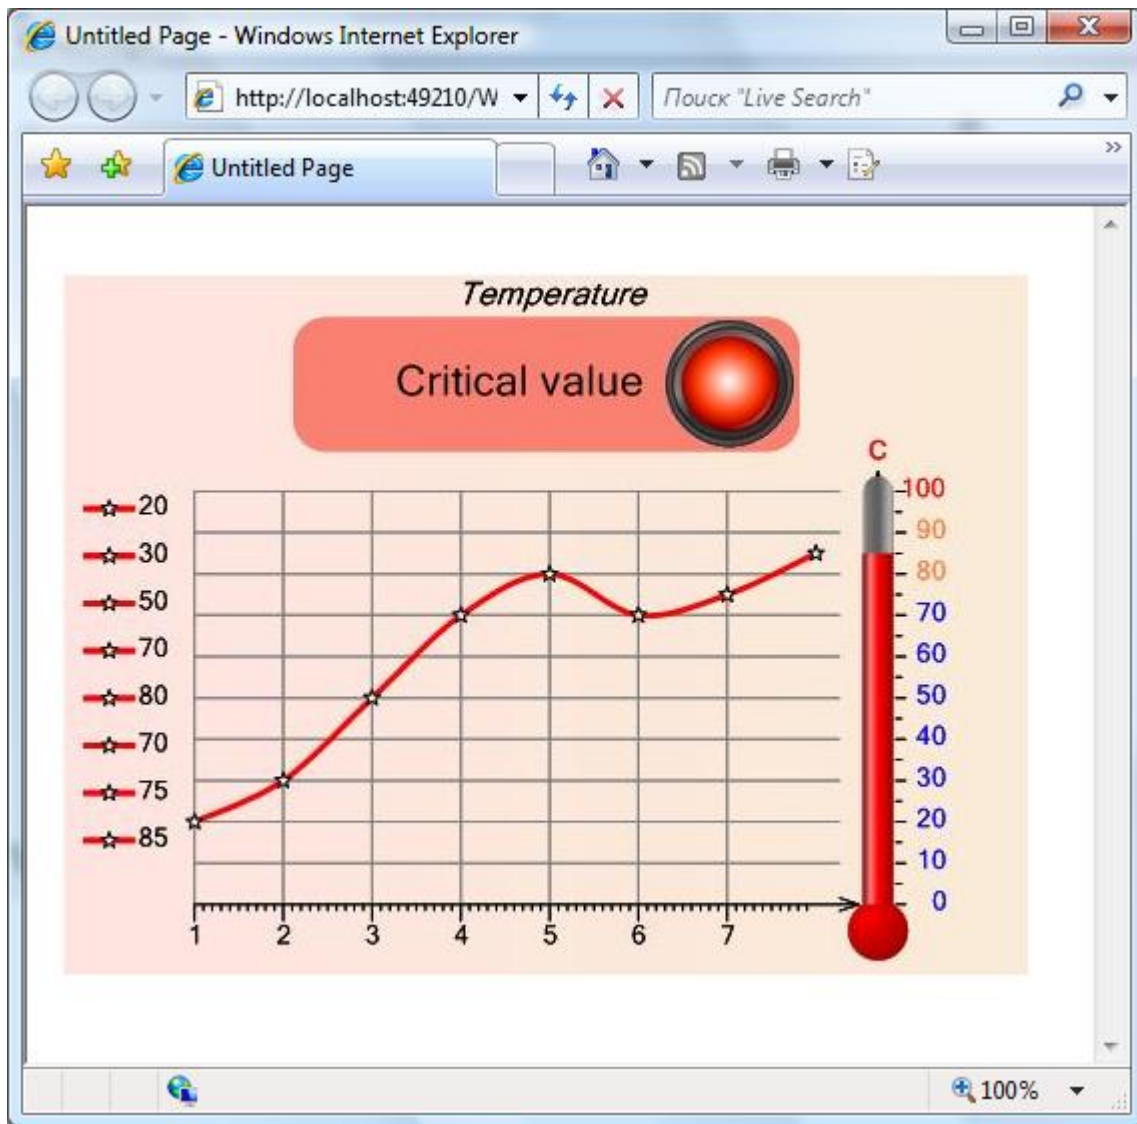 Untitled Page - Windows Internet Explorer
http://localhost:49210/W
Поиск "Live Search"
Untitled Page
Temperature
Critical value
C
20
30
50
70
80
70
75
85
100
90
80
70
60
50
40
30
20
10
0
1 2 3 4 5 6 7
100%